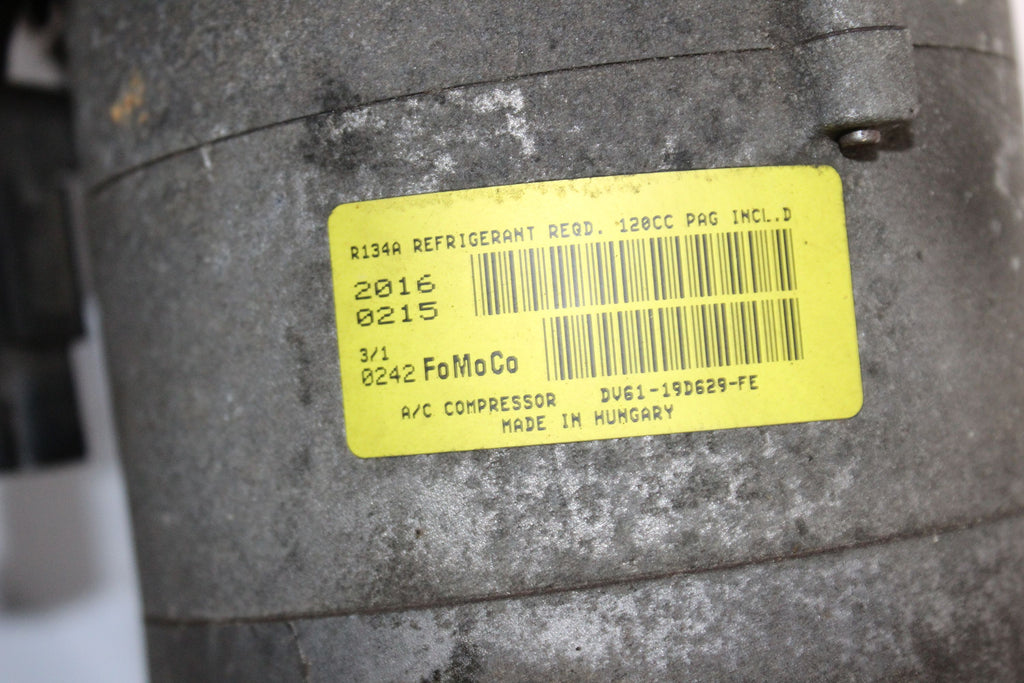 R134A REFRIGERANT REQD. 120CC PAG INCL.D
2016
0215
3/1
0242 FoMoCo
A/C COMPRESSOR DV61-19D629-FE
MADE IN HUNGARY